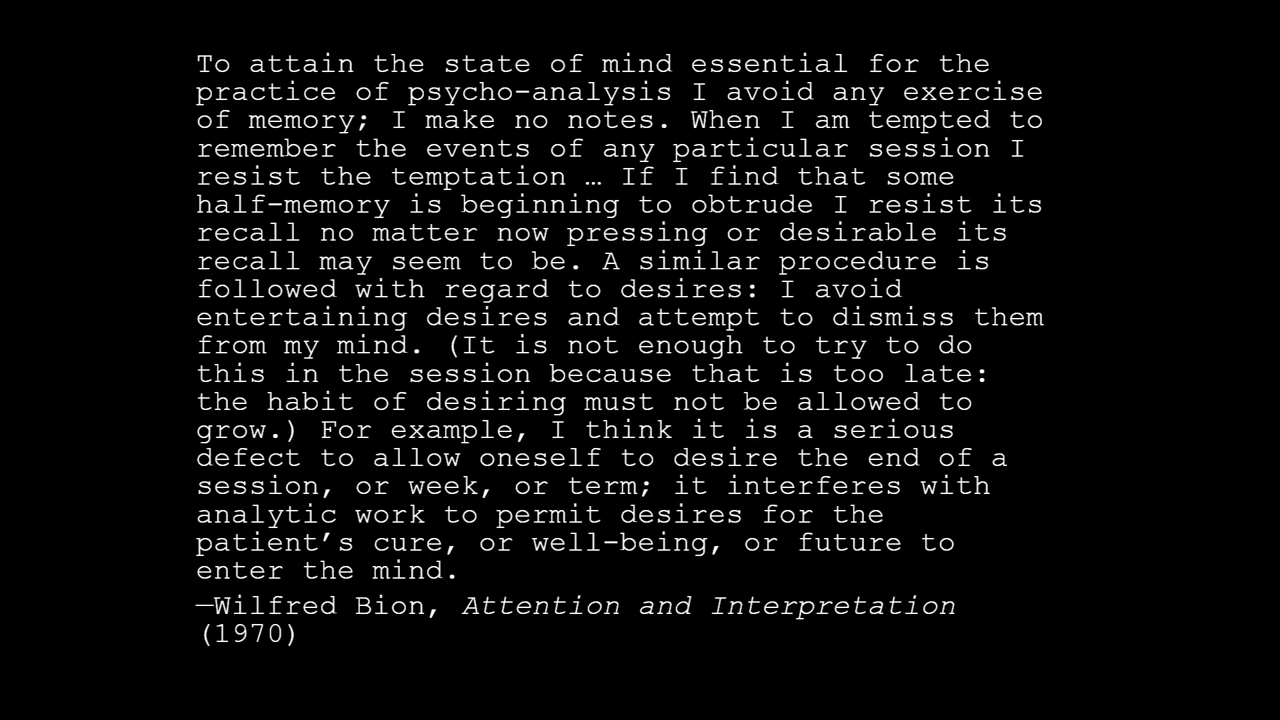 To attain the state of mind essential for the
practice of psycho-analysis I avoid any exercise
of memory; I make no notes. When I am tempted to
remember the events of any particular session I
resist the temptation … If I find that some
half-memory is beginning to obtrude I resist its
recall no matter now pressing or desirable its
recall may seem to be. A similar procedure is
followed with regard to desires: I avoid
entertaining desires and attempt to dismiss them
from my mind. (It is not enough to try to do
this in the session because that is too late:
the habit of desiring must not be allowed to
grow.) For example, I think it is a serious
defect to allow oneself to desire the end of a
session, or week, or term; it interferes with
analytic work to permit desires for the
patient’s cure, or well-being, or future to
enter the mind.
—Wilfred Bion, Attention and Interpretation
(1970)